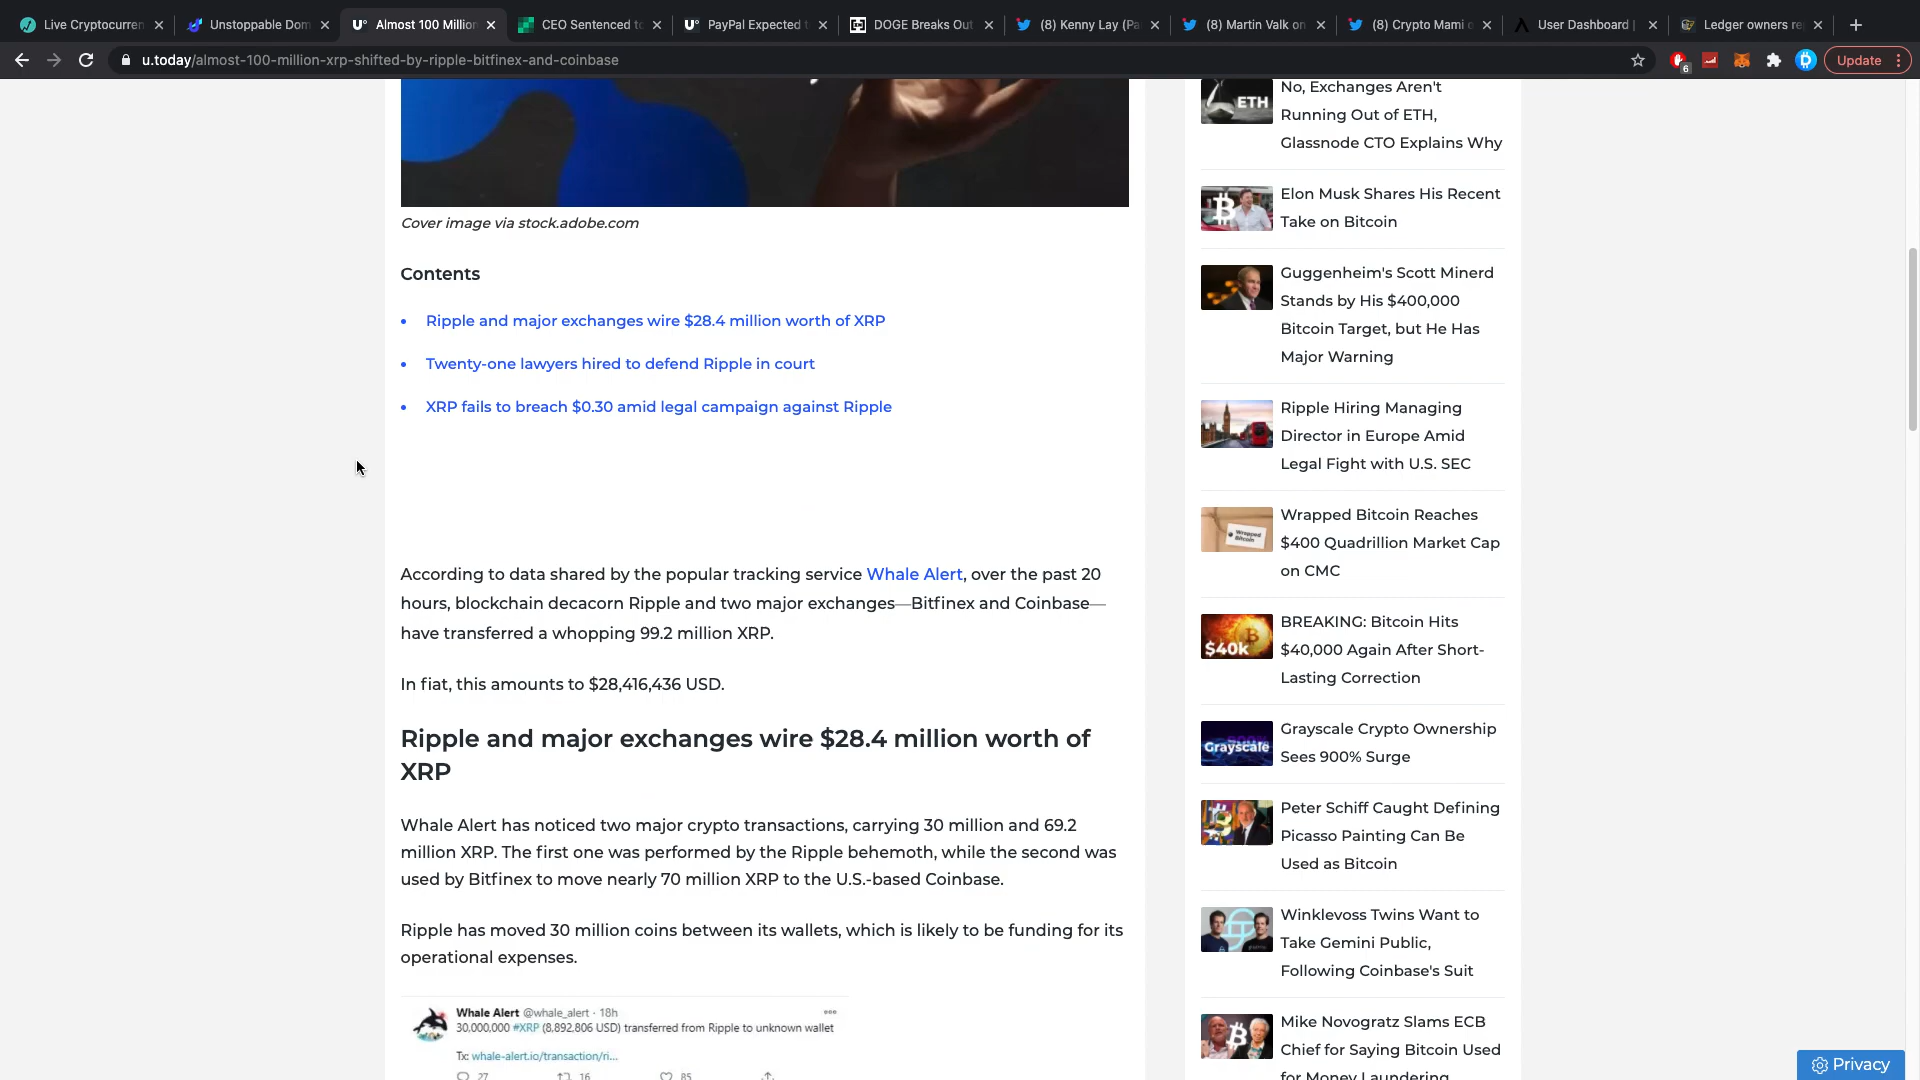 Live Cryptocurren
Unstoppable Dom
Almost 100 Million
CEO Sentenced to
PayPal Expected t
DOGE Breaks Out
(8) Kenny Lay (Pa
(8) Martin Valk on
(8) Crypto Mami o
User Dashboard |
Ledger owners re
u.today/almost-100-million-xrp-shifted-by-ripple-bitfinex-and-coinbase
6
Update
Cover image via stock.adobe.com
Contents
• Ripple and major exchanges wire $28.4 million worth of XRP
• Twenty-one lawyers hired to defend Ripple in court
• XRP fails to breach $0.30 amid legal campaign against Ripple
According to data shared by the popular tracking service Whale Alert, over the past 20
hours, blockchain decacorn Ripple and two major exchanges—Bitfinex and Coinbase—
have transferred a whopping 99.2 million XRP.
In fiat, this amounts to $28,416,436 USD.
Ripple and major exchanges wire $28.4 million worth of
XRP
Whale Alert has noticed two major crypto transactions, carrying 30 million and 69.2
million XRP. The first one was performed by the Ripple behemoth, while the second was
used by Bitfinex to move nearly 70 million XRP to the U.S.-based Coinbase.
Ripple has moved 30 million coins between its wallets, which is likely to be funding for its
operational expenses.
Whale Alert @whale_alert · 18h
30,000,000 #XRP (8,892,806 USD) transferred from Ripple to unknown wallet
Tx: whale-alert.io/transaction/ri...
27 16 85
ETH
No, Exchanges Aren't
Running Out of ETH,
Glassnode CTO Explains Why
Elon Musk Shares His Recent
Take on Bitcoin
Guggenheim's Scott Minerd
Stands by His $400,000
Bitcoin Target, but He Has
Major Warning
Ripple Hiring Managing
Director in Europe Amid
Legal Fight with U.S. SEC
Wrapped
Bitcoin
Wrapped Bitcoin Reaches
$400 Quadrillion Market Cap
on CMC
$40k
BREAKING: Bitcoin Hits
$40,000 Again After Short-
Lasting Correction
Grayscale
Grayscale Crypto Ownership
Sees 900% Surge
Peter Schiff Caught Defining
Picasso Painting Can Be
Used as Bitcoin
Winklevoss Twins Want to
Take Gemini Public,
Following Coinbase's Suit
Mike Novogratz Slams ECB
Chief for Saying Bitcoin Used
for Money Laundering
Privacy